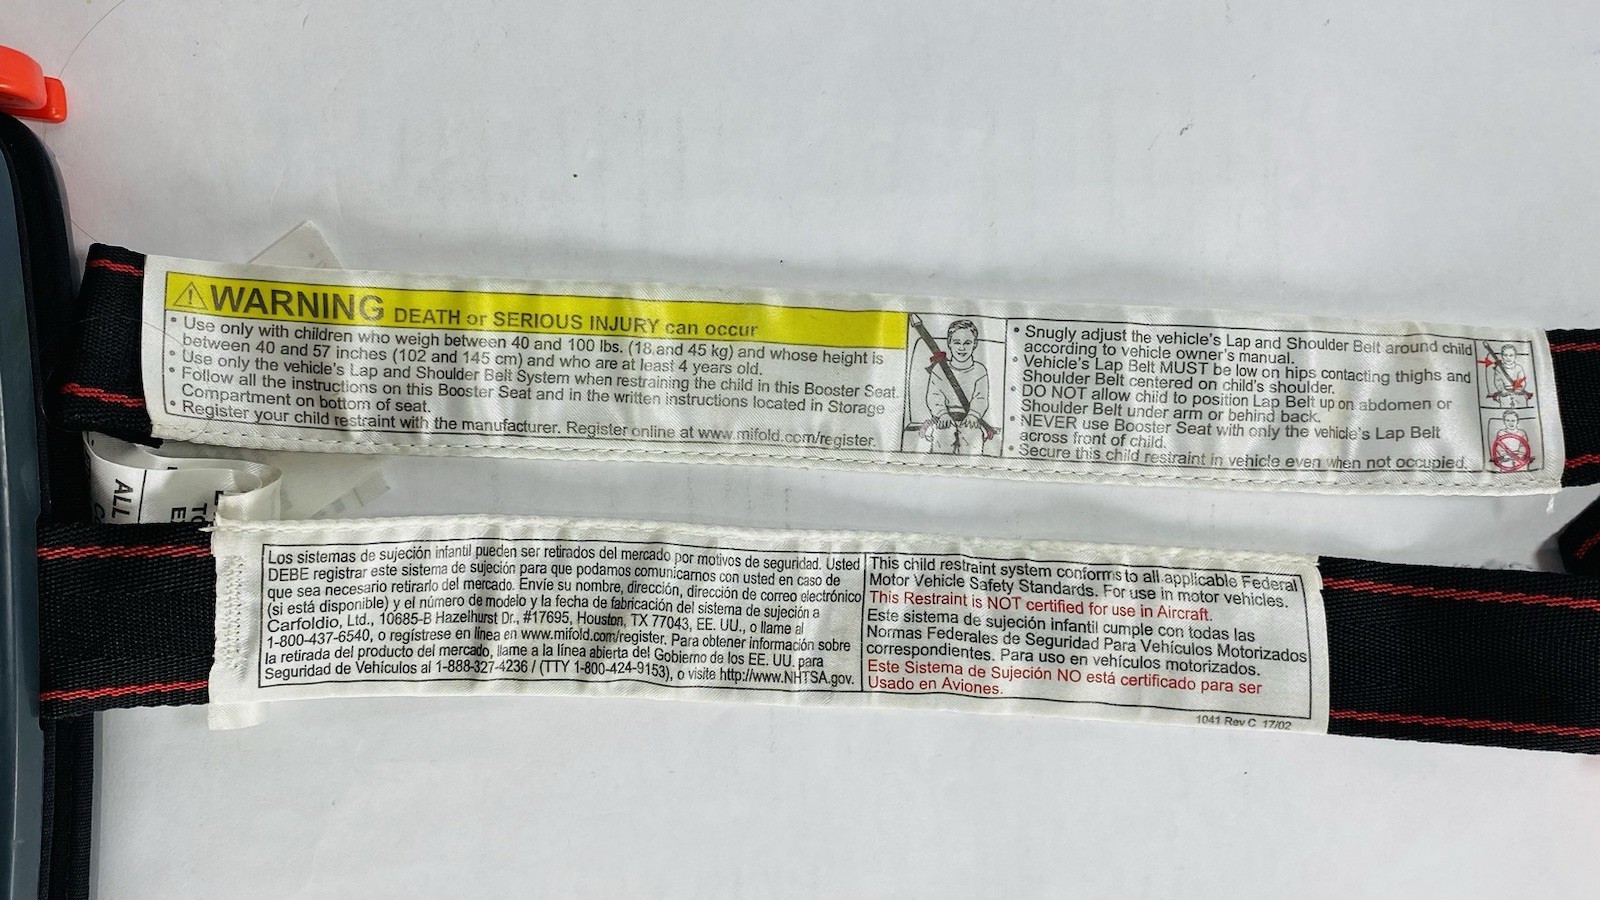 WARNING DEATH or SERIOUS INJURY can occur
• Use only with children who weigh between 40 and 100 lbs. (18 and 45 kg) and whose height is
between 40 and 57 inches (102 and 145 cm) and who are at least 4 years old.
• Use only the vehicle's Lap and Shoulder Belt System when restraining the child in this Booster Seat.
• Follow all the instructions on this Booster Seat and in the written instructions located in Storage
Compartment on bottom of seat.
• Register your child restraint with the manufacturer. Register online at www.mifold.com/register.
• Snugly adjust the vehicle's Lap and Shoulder Belt around child
according to vehicle owner's manual.
• Vehicle's Lap Belt MUST be low on hips contacting thighs and
Shoulder Belt centered on child's shoulder.
• DO NOT allow child to position Lap Belt up on abdomen or
Shoulder Belt under arm or behind back.
• NEVER use Booster Seat with only the vehicle's Lap Belt
across front of child.
• Secure this child restraint in vehicle even when not occupied.
ALL
Los sistemas de sujeción infantil pueden ser retirados del mercado por motivos de seguridad. Usted
DEBE registrar este sistema de sujeción para que podamos comunicarnos con usted en caso de
que sea necesario retirarlo del mercado. Envíe su nombre, dirección, dirección de correo electrónico
(si está disponible) y el número de modelo y la fecha de fabricación del sistema de sujeción a
Carfoldio, Ltd., 10685-B Hazelhurst Dr., #17695, Houston, TX 77043, EE. UU., o llame al
1-800-437-6540, o regístrese en línea en www.mifold.com/register. Para obtener información sobre
la retirada del producto del mercado, llame a la línea abierta del Gobierno de los EE. UU. para
Seguridad de Vehículos al 1-888-327-4236 / (TTY 1-800-424-9153), o visite http://www.NHTSA.gov.
This child restraint system conforms to all applicable Federal
Motor Vehicle Safety Standards. For use in motor vehicles.
This Restraint is NOT certified for use in Aircraft.
Este sistema de sujeción infantil cumple con todas las
Normas Federales de Seguridad Para Vehículos Motorizados
correspondientes. Para uso en vehículos motorizados.
Este Sistema de Sujeción NO está certificado para ser
Usado en Aviones.
1041 Rev C 17/02